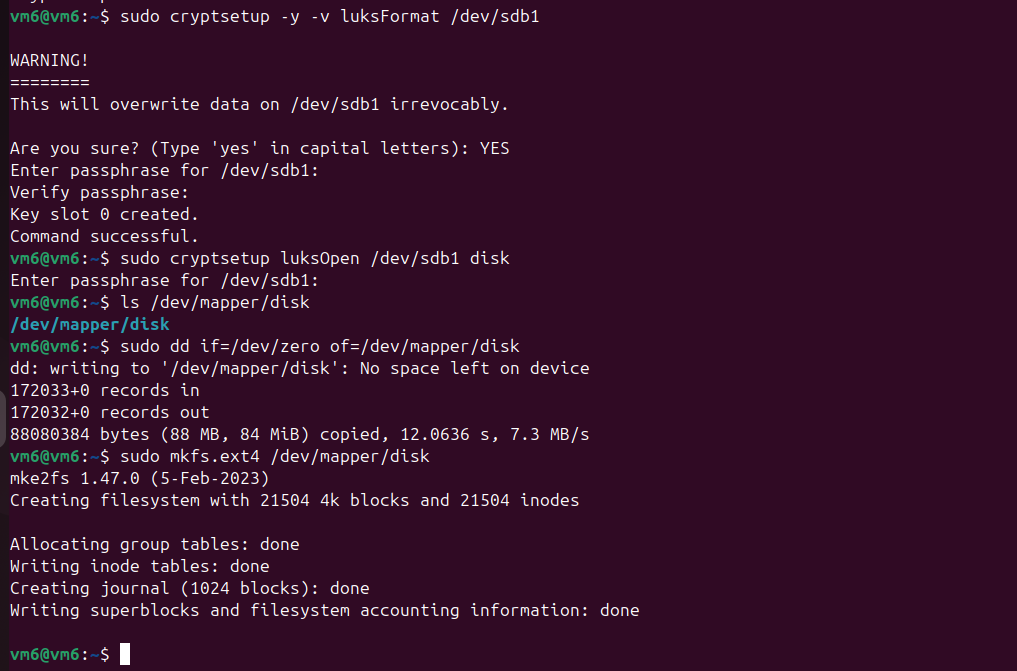 vm6@vm6:~$ sudo cryptsetup -y -v luksFormat /dev/sdb1

WARNING!
========
This will overwrite data on /dev/sdb1 irrevocably.

Are you sure? (Type 'yes' in capital letters): YES
Enter passphrase for /dev/sdb1:
Verify passphrase:
Key slot 0 created.
Command successful.
vm6@vm6:~$ sudo cryptsetup luksOpen /dev/sdb1 disk
Enter passphrase for /dev/sdb1:
vm6@vm6:~$ ls /dev/mapper/disk
/dev/mapper/disk
vm6@vm6:~$ sudo dd if=/dev/zero of=/dev/mapper/disk
dd: writing to '/dev/mapper/disk': No space left on device
172033+0 records in
172032+0 records out
88080384 bytes (88 MB, 84 MiB) copied, 12.0636 s, 7.3 MB/s
vm6@vm6:~$ sudo mkfs.ext4 /dev/mapper/disk
mke2fs 1.47.0 (5-Feb-2023)
Creating filesystem with 21504 4k blocks and 21504 inodes

Allocating group tables: done
Writing inode tables: done
Creating journal (1024 blocks): done
Writing superblocks and filesystem accounting information: done

vm6@vm6:~$